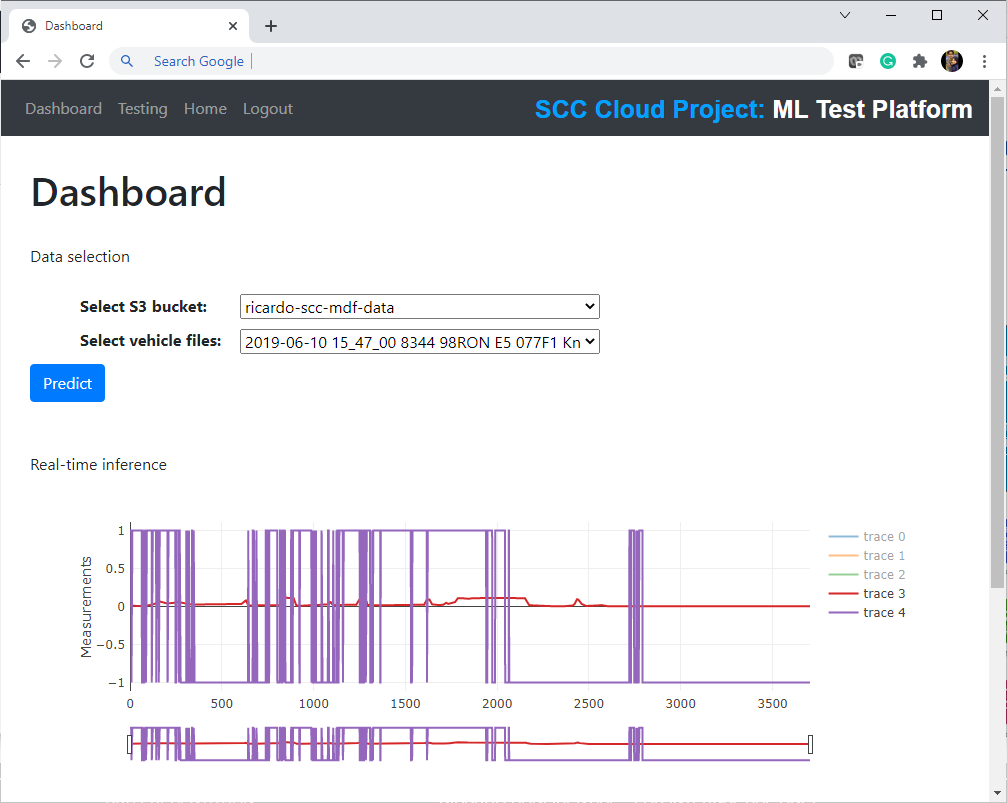 Dashboard
Search Google
Dashboard Testing Home Logout
SCC Cloud Project: ML Test Platform
Dashboard
Data selection
Select S3 bucket: ricardo-scc-mdf-data
Select vehicle files: 2019-06-10 15_47_00 8344 98RON E5 077F1 Kn
Predict
Real-time inference
Measurements
1
0.5
0
−0.5
−1
0 500 1000 1500 2000 2500 3000 3500
trace 0
trace 1
trace 2
trace 3
trace 4